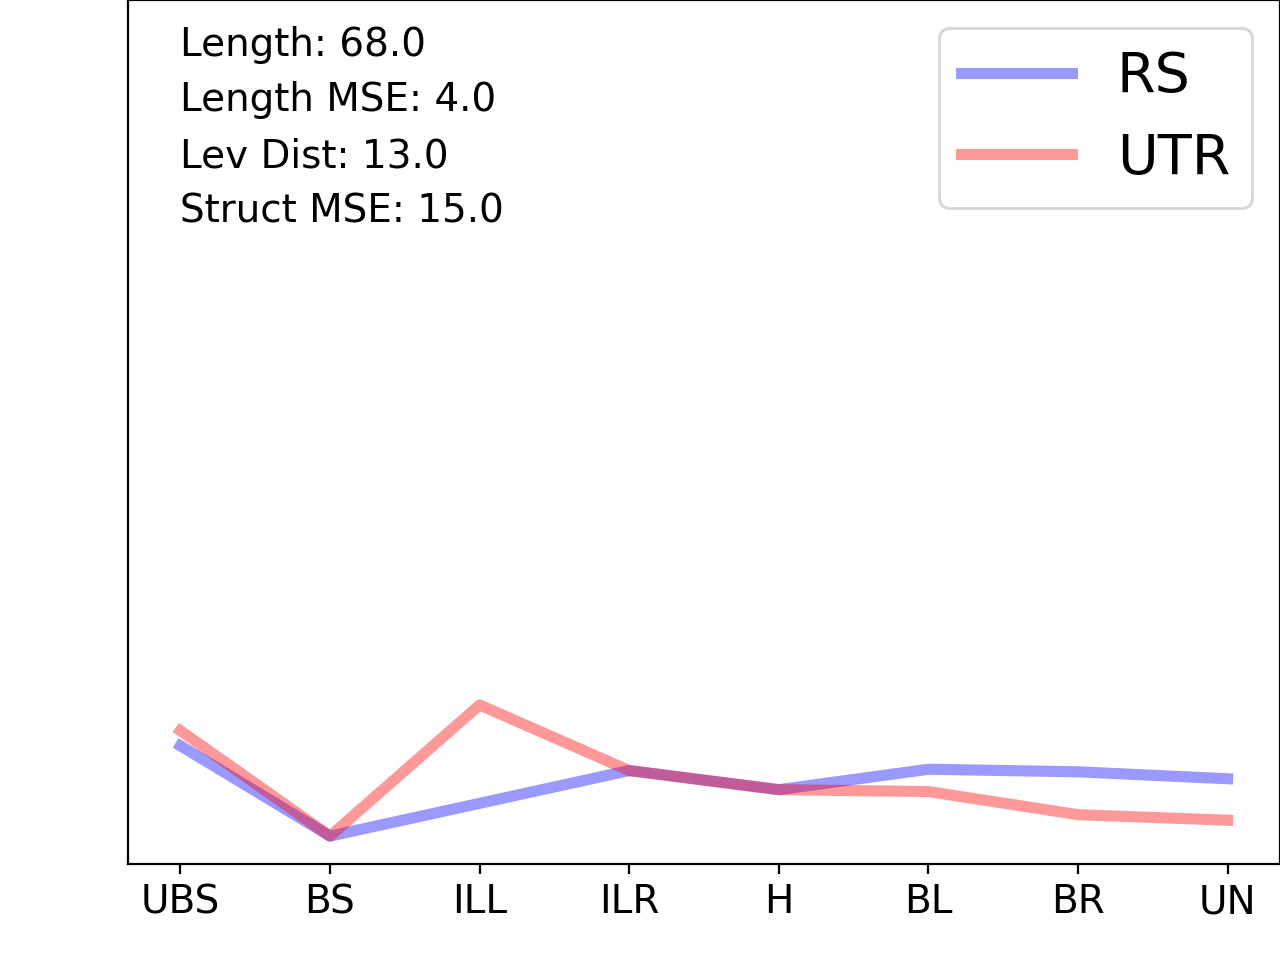 Length: 68.0
Length MSE: 4.0
Lev Dist: 13.0
Struct MSE: 15.0
RS
UTR
UBS BS ILL ILR H BL BR UN